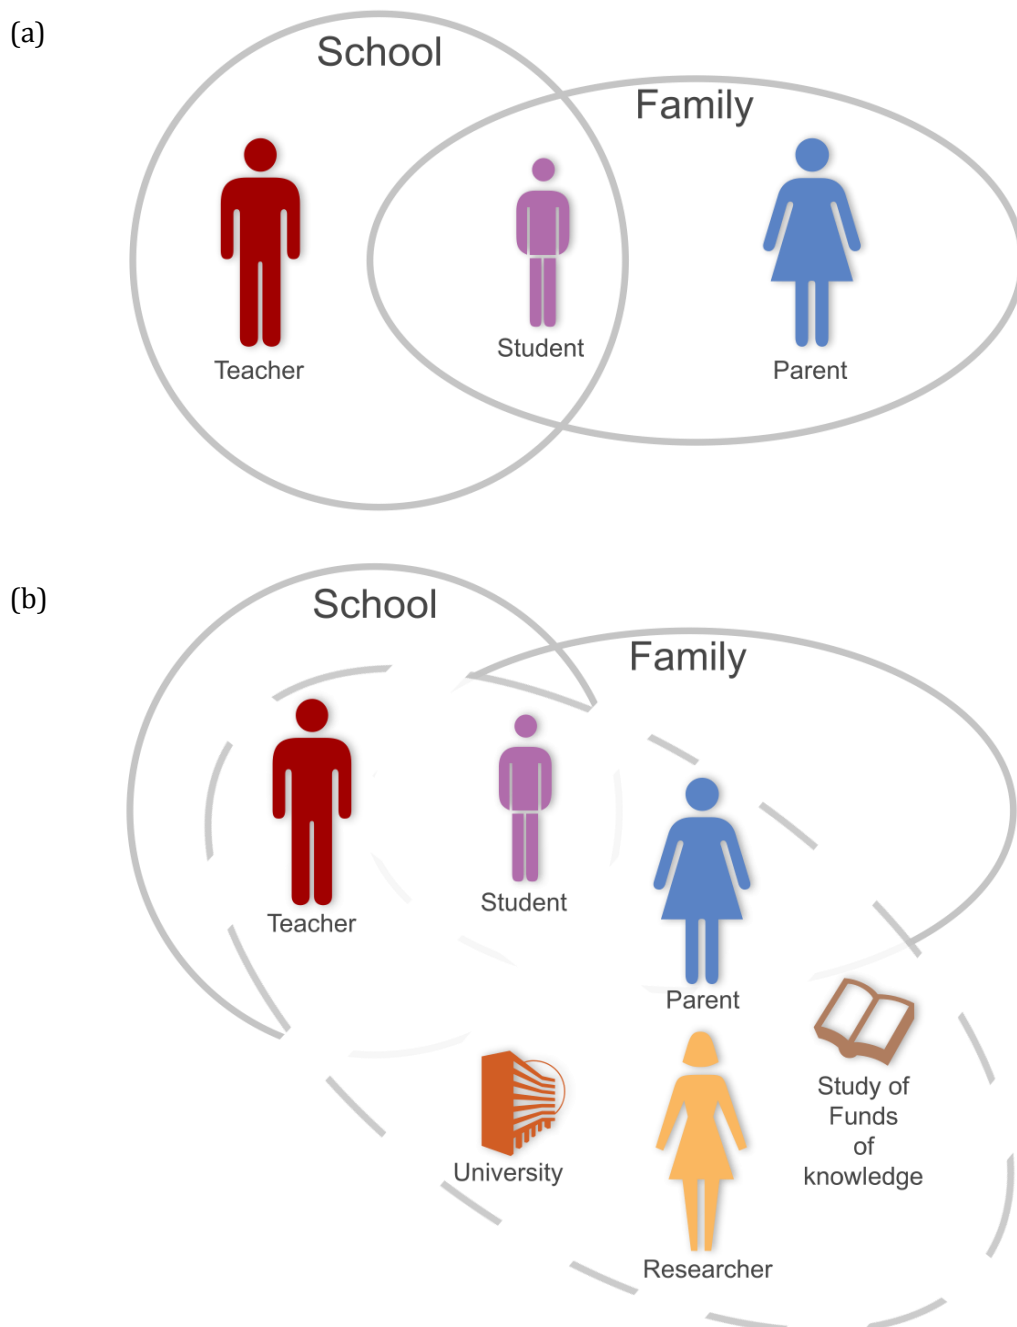 (a)
School
Family
Teacher
Student
Parent
(b)
School
Family
Teacher
Student
Parent
University
Researcher
Study of
Funds
of
knowledge